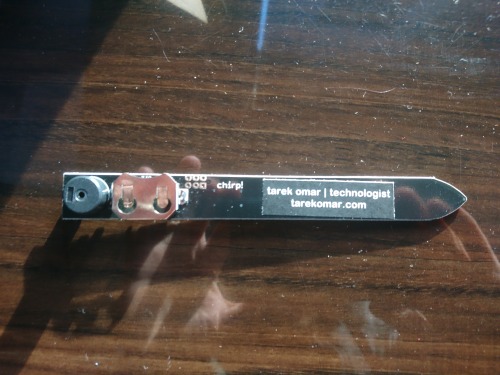 chirp!
tarek omar | technologist
tarekomar.com